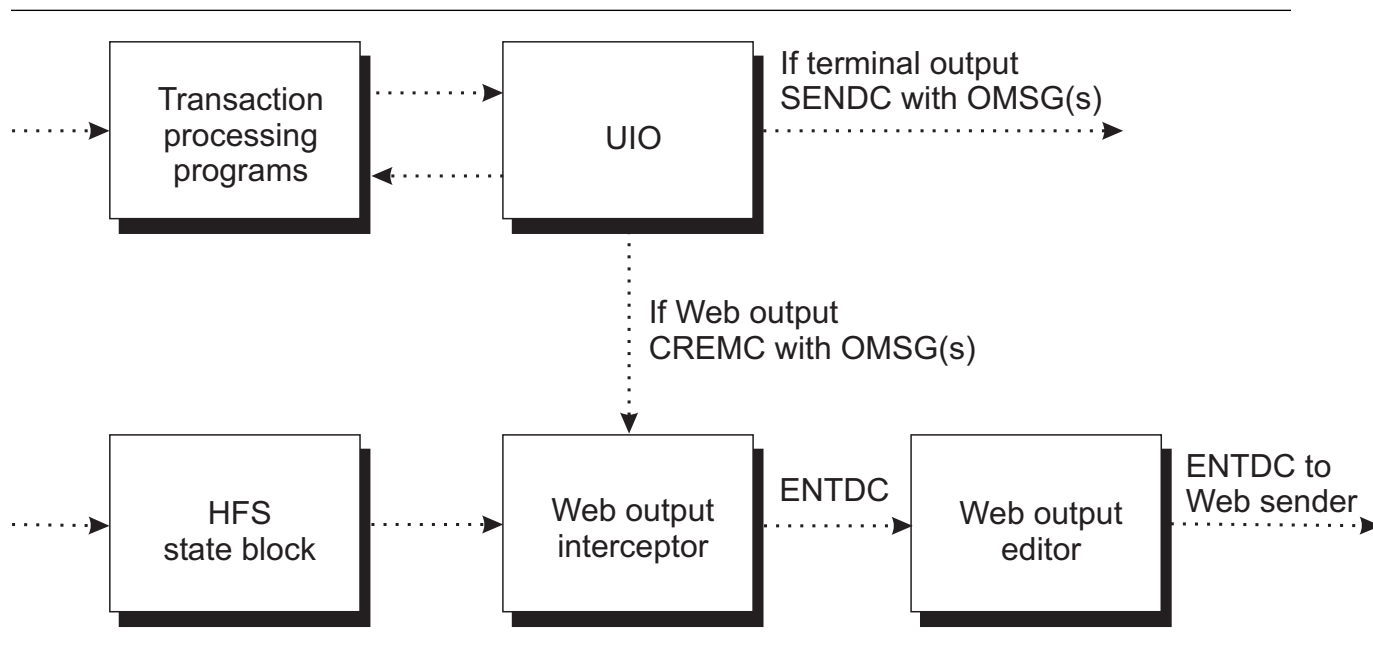 Transaction
processing
programs
UIO
If terminal output
SENDC with OMSG(s)
If Web output
CREMC with OMSG(s)
HFS
state block
Web output
interceptor
ENTDC
Web output
editor
ENTDC to
Web sender